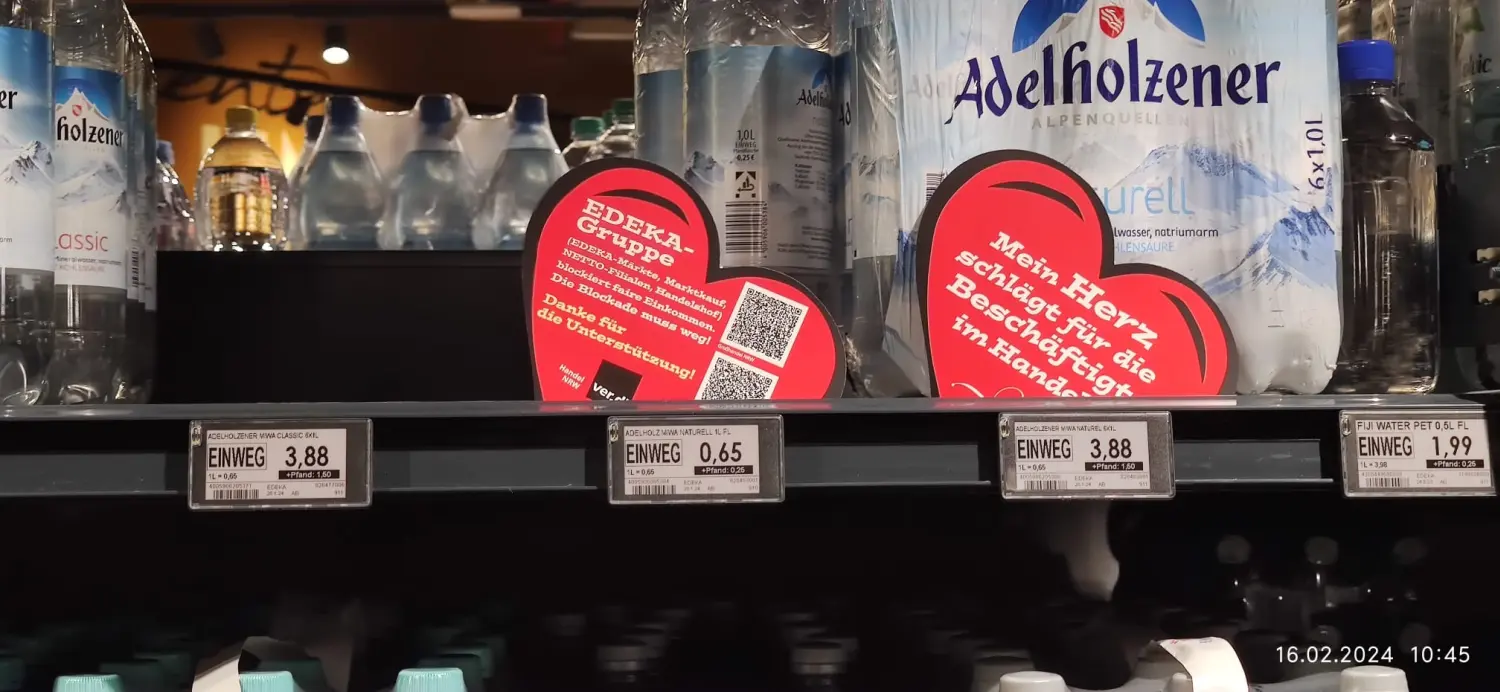 er
holzener
assic
Adelholzener
ALPENQUELLEN
urell
lwasser, natriumarm
HLENSÄURE
6x1,0L
1,0L
EINWEG
0,25 €
EDEKA-
Gruppe
(EDEKA-Märkte, Marktkauf,
NETTO-Filialen, Handelshof)
blockiert faire Einkommen.
Die Blockade muss weg!
Danke für
die Unterstützung!
Handel
NRW
ver.di
Mein Herz
schlägt für die
Beschäftigt
im Hande
ADELHOLZENER MIWA CLASSIC 6X1L
EINWEG 3,88
1L = 0,65 +Pfand: 1,50
EDEKA
ADELHOLZ.MIWA NATURELL 1L FL
EINWEG 0,65
1L = 0,65 +Pfand: 0,25
EDEKA
ADELHOLZENER MIWA NATUREL 6X1L
EINWEG 3,88
1L = 0,65 +Pfand: 1,50
EDEKA
FIJI WATER PET 0,5L FL
EINWEG 1,99
1L = 3,98 +Pfand: 0,25
EDEKA
16.02.2024 10:45